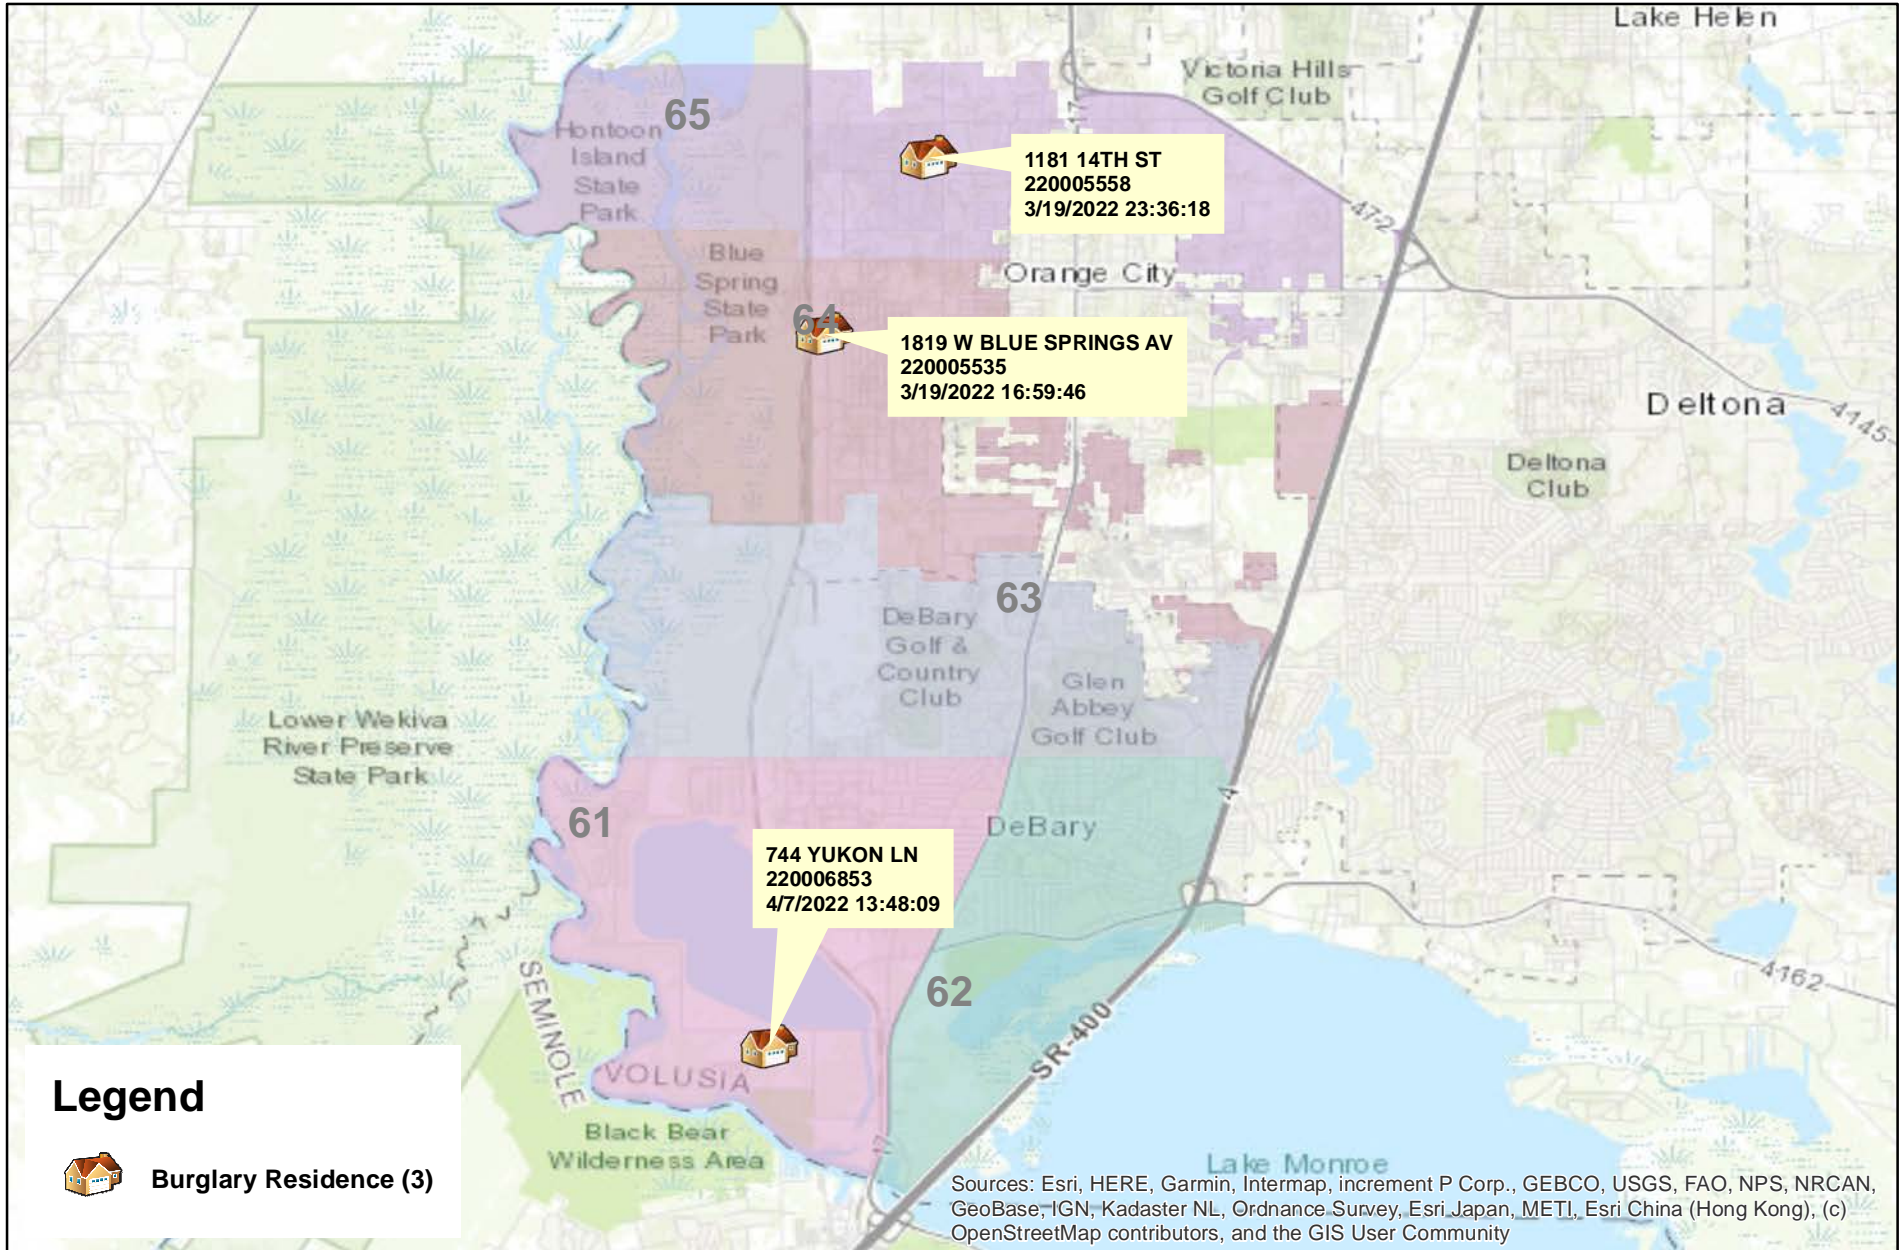 Lake Helen
Victoria Hills
Golf Club
65
Hontoon
Island
State
Park
17
1181 14TH ST
220005558
3/19/2022 23:36:18
472
Blue
Spring
State
Park
Orange City
64
1819 W BLUE SPRINGS AV
220005535
3/19/2022 16:59:46
Deltona
4145
Deltona
Club
63
DeBary
Golf &
Country
Club
Glen
Abbey
Golf Club
Lower Wekiva
River Preserve
State Park
4
61
DeBary
744 YUKON LN
220006853
4/7/2022 13:48:09
62
4162
SEMINOLE
SR-400
VOLUSIA
Black Bear
Wilderness Area
17
Lake Monroe
Legend
Burglary Residence (3)
Sources: Esri, HERE, Garmin, Intermap, increment P Corp., GEBCO, USGS, FAO, NPS, NRCAN,
GeoBase, IGN, Kadaster NL, Ordnance Survey, Esri Japan, METI, Esri China (Hong Kong), (c)
OpenStreetMap contributors, and the GIS User Community